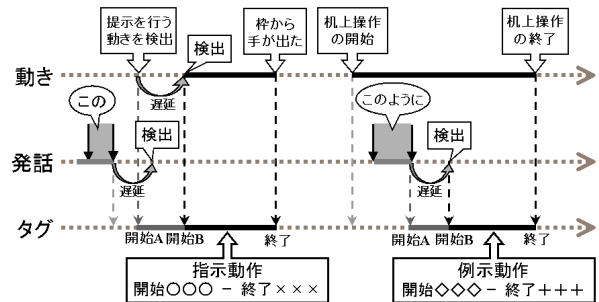 提示を行う
動きを検出
検出
枠から
手が出た
机上操作
の開始
机上操作
の終了
動き
遅延
この
検出
このように
検出
発話
遅延
遅延
タグ
開始A
開始B
終了
開始A
開始B
終了
指示動作
開始〇〇〇 − 終了×××
例示動作
開始◇◇◇ − 終了+++